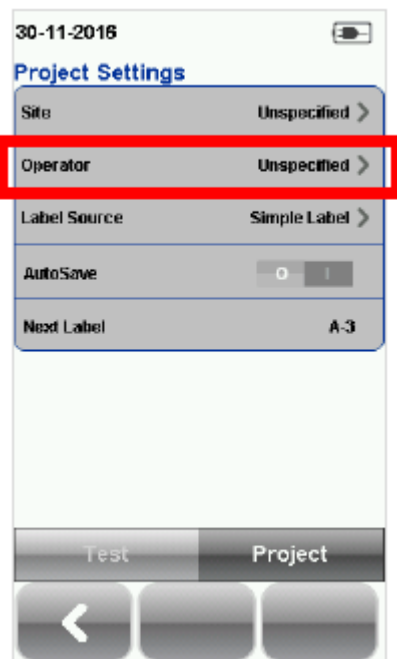 30-11-2016
Project Settings
Site Unspecified
Operator Unspecified
Label Source Simple Label
AutoSave O I
Next Label A-3
Test Project